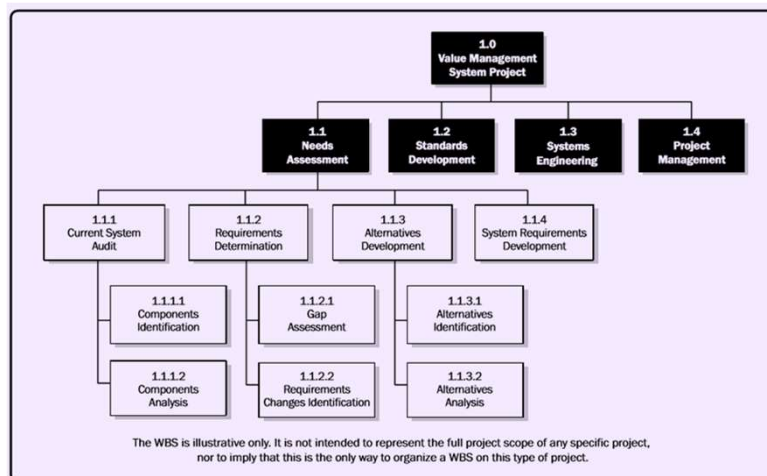 1.0
Value Management
System Project
1.1
Needs
Assessment
1.2
Standards
Development
1.3
Systems
Engineering
1.4
Project
Management
1.1.1
Current System
Audit
1.1.2
Requirements
Determination
1.1.3
Alternatives
Development
1.1.4
System Requirements
Development
1.1.1.1
Components
Identification
1.1.2.1
Gap
Assessment
1.1.3.1
Alternatives
Identification
1.1.1.2
Components
Analysis
1.1.2.2
Requirements
Changes Identification
1.1.3.2
Alternatives
Analysis
The WBS is illustrative only. It is not intended to represent the full project scope of any specific project,
nor to imply that this is the only way to organize a WBS on this type of project.